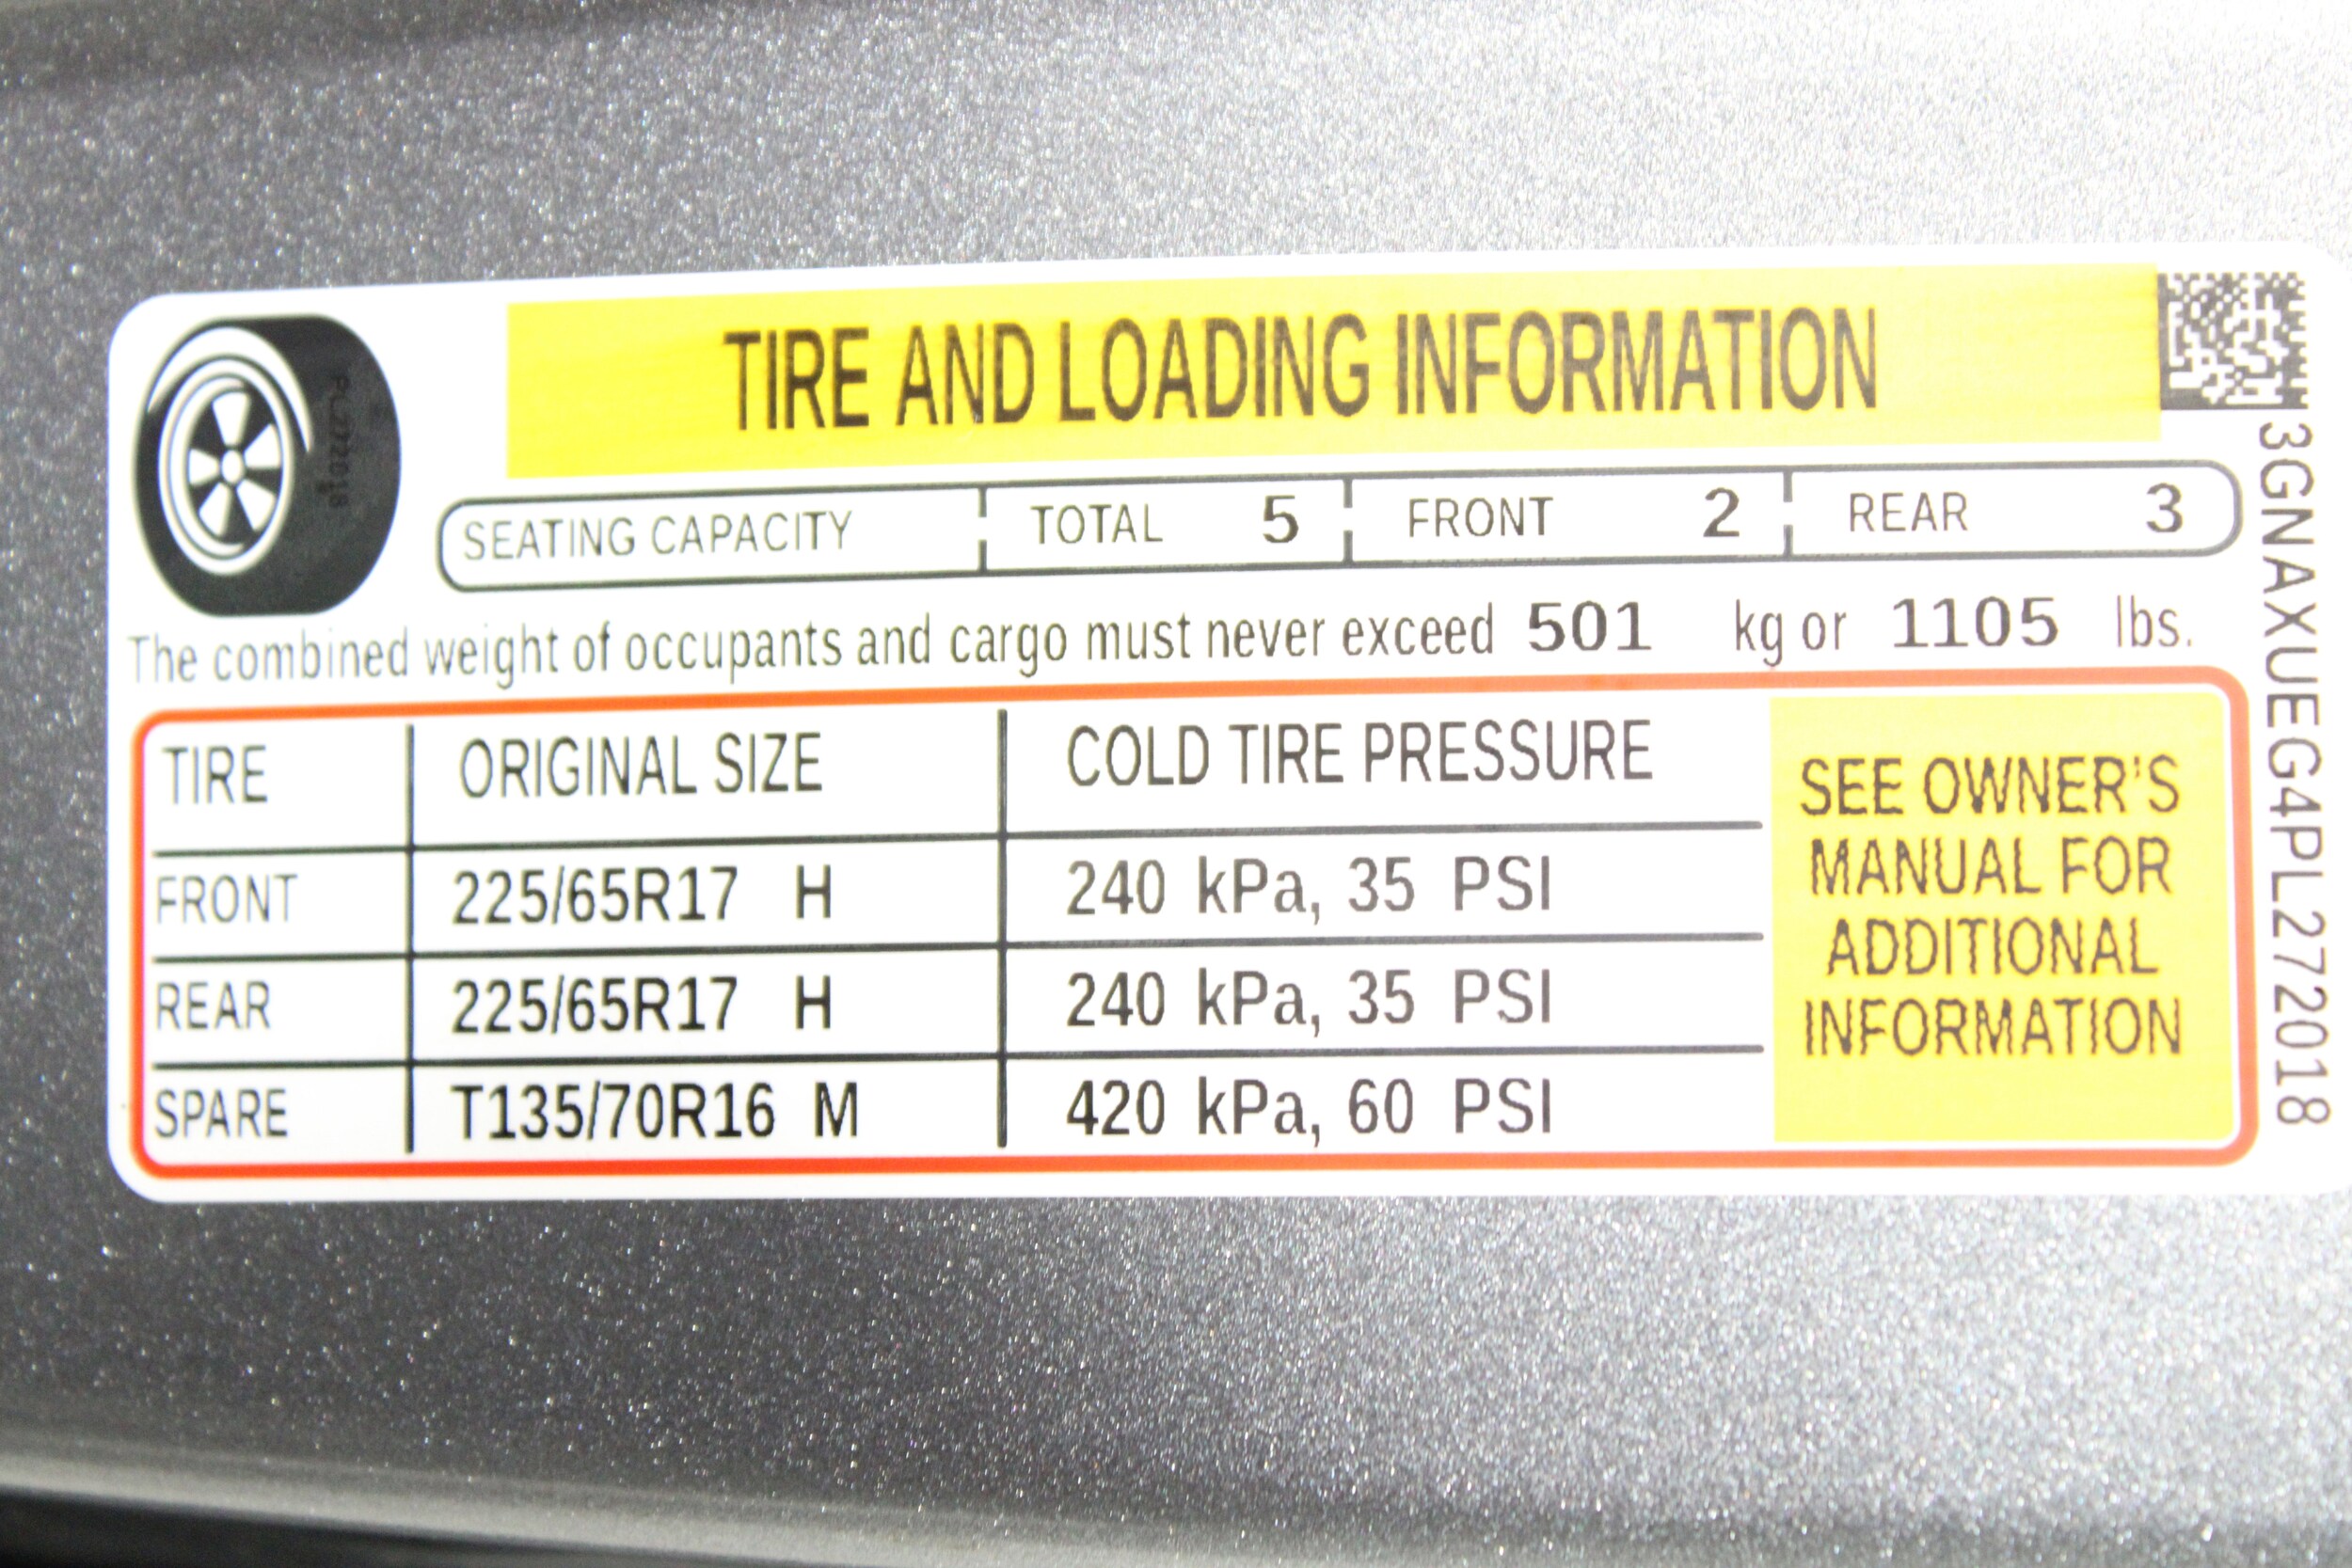 TIRE AND LOADING INFORMATION
SEATING CAPACITY TOTAL 5 FRONT 2 REAR 3
The combined weight of occupants and cargo must never exceed 501 kg or 1105 lbs.
TIRE ORIGINAL SIZE COLD TIRE PRESSURE
FRONT 225/65R17 H 240 kPa, 35 PSI
REAR 225/65R17 H 240 kPa, 35 PSI
SPARE T135/70R16 M 420 kPa, 60 PSI
SEE OWNER'S
MANUAL FOR
ADDITIONAL
INFORMATION
3GNAXUEG4PL272018
PL272018